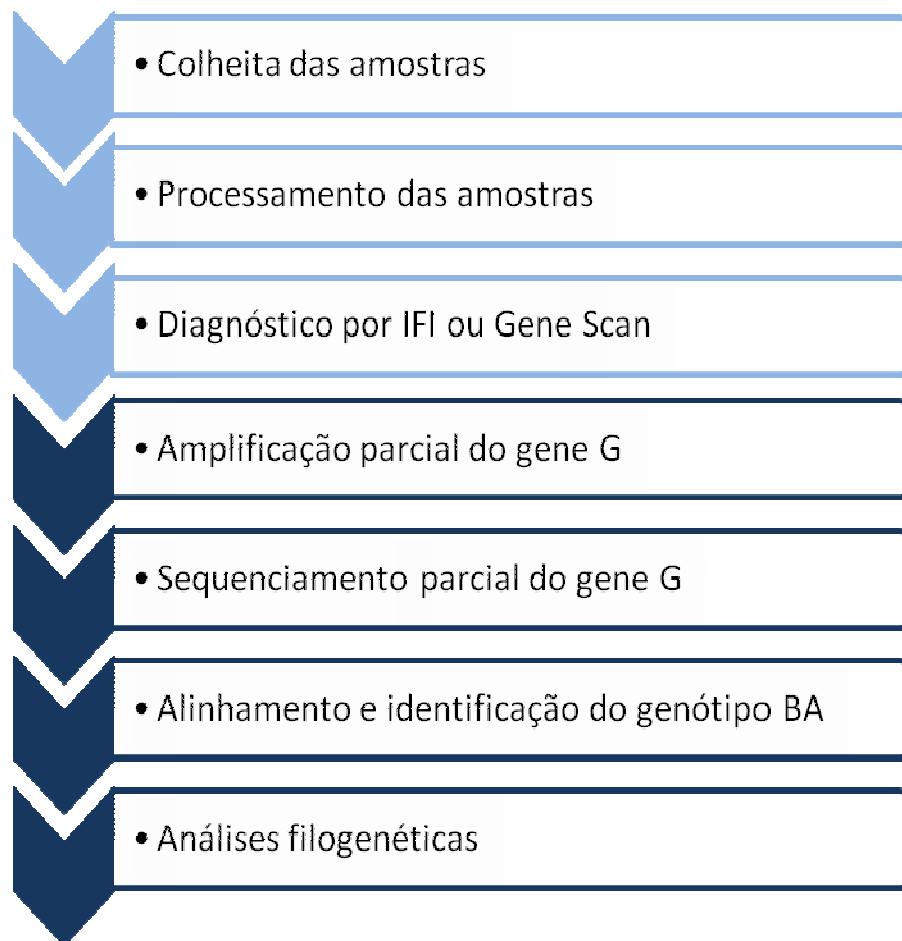 • Colheita das amostras
• Processamento das amostras
• Diagnóstico por IFI ou Gene Scan
• Amplificação parcial do gene G
• Sequenciamento parcial do gene G
• Alinhamento e identificação do genótipo BA
• Análises filogenéticas